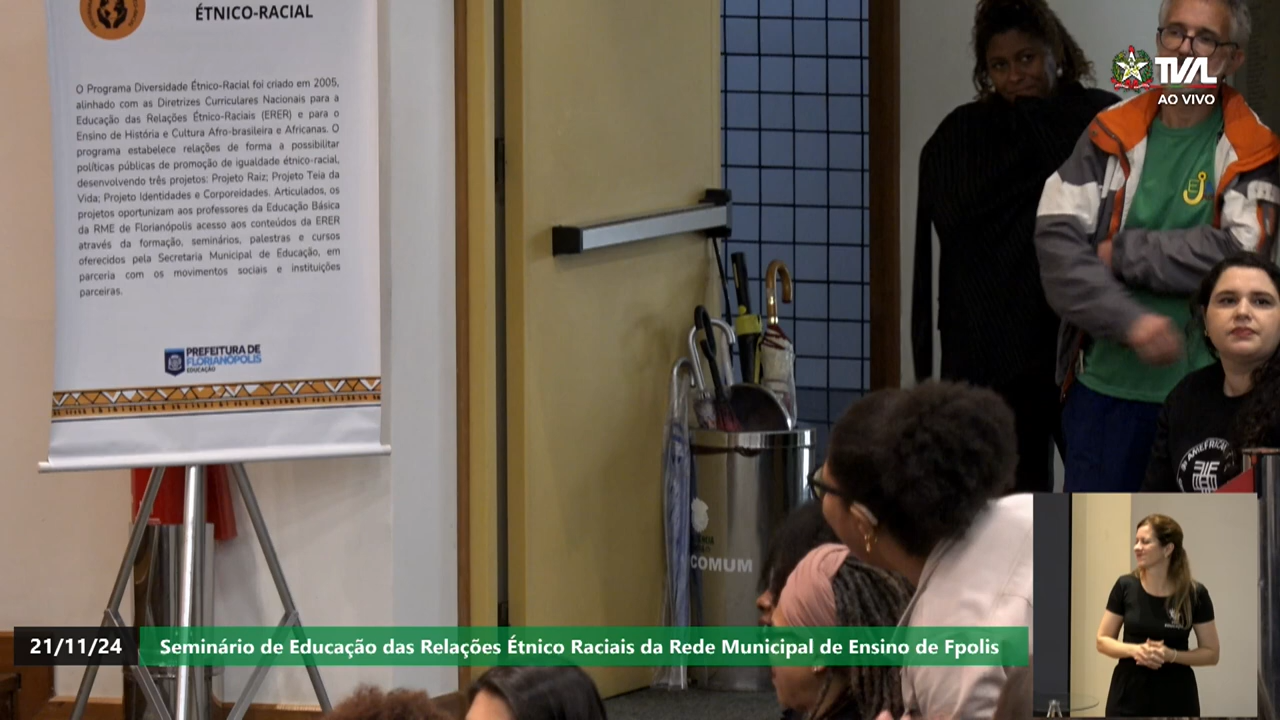 ÉTNICO-RACIAL
O Programa Diversidade Étnico-Racial foi criado em 2005,
alinhado com as Diretrizes Curriculares Nacionais para a
Educação das Relações Étnico-Raciais (ERER) e para o
Ensino de História e Cultura Afro-brasileira e Africanas. O
programa estabelece relações de forma a possibilitar
políticas públicas de promoção de igualdade étnico-racial,
desenvolvendo três projetos: Projeto Raiz; Projeto Teia da
Vida; Projeto Identidades e Corporeidades. Articulados, os
projetos oportunizam aos professores da Educação Básica
da RME de Florianópolis acesso aos conteúdos da ERER
através da formação, seminários, palestras e cursos
oferecidos pela Secretaria Municipal de Educação, em
parceria com os movimentos sociais e instituições
parceiras.
PREFEITURA DE
FLORIANÓPOLIS
EDUCAÇÃO
TVAL
AO VIVO
COMUM
21/11/24
Seminário de Educação das Relações Étnico Raciais da Rede Municipal de Ensino de Fpolis